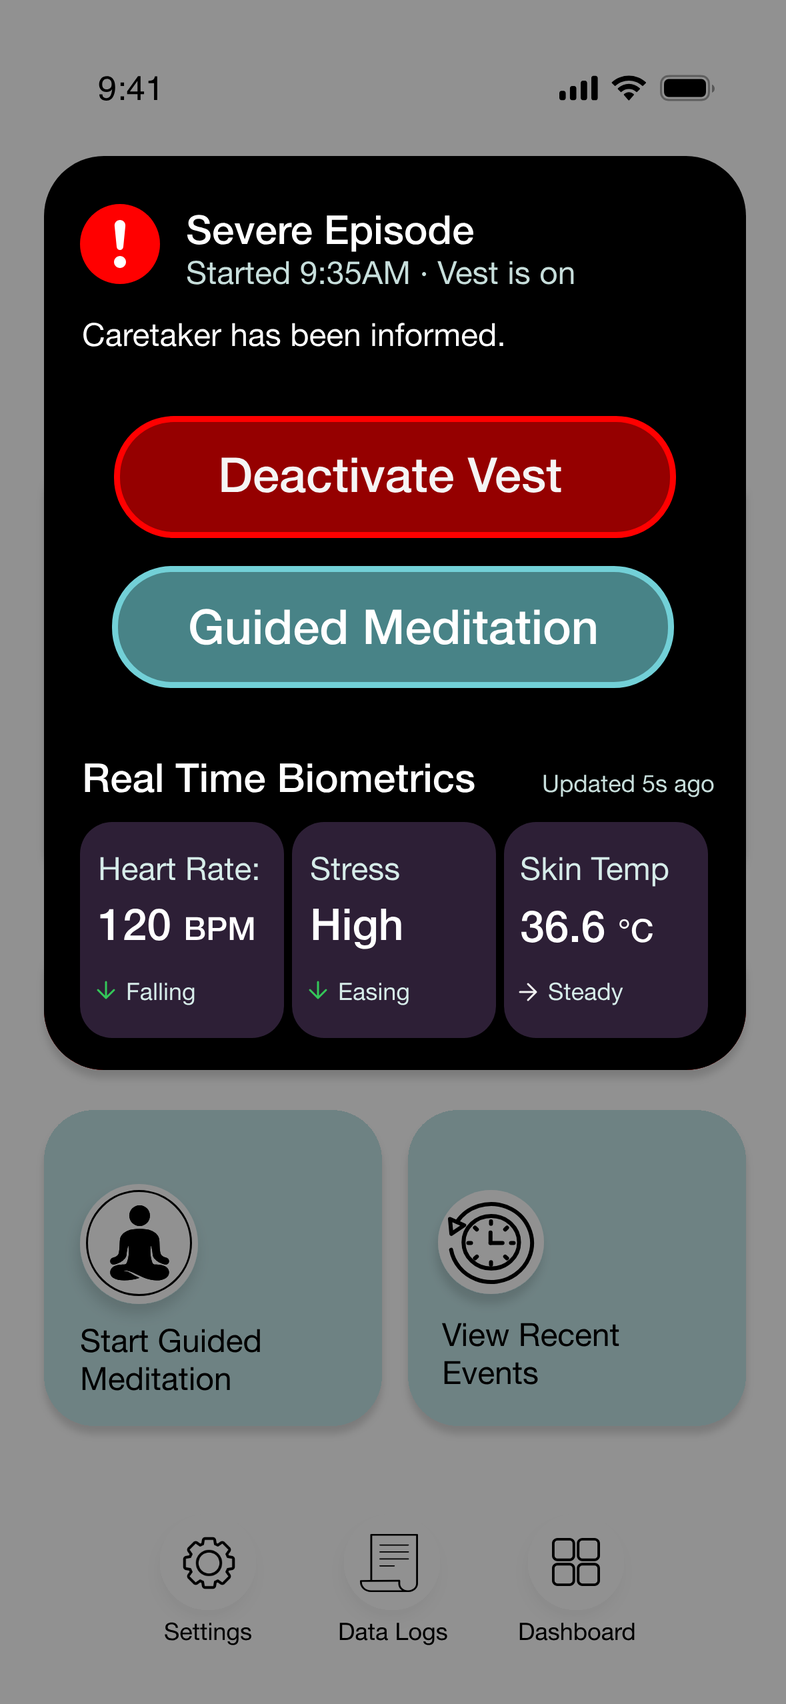 9:41
Severe Episode
Started 9:35AM · Vest is on
Caretaker has been informed.
Deactivate Vest
Guided Meditation
Real Time Biometrics
Updated 5s ago
Heart Rate:
120 BPM
Falling
Stress
High
Easing
Skin Temp
36.6 °C
Steady
Start Guided
Meditation
View Recent
Events
Settings
Data Logs
Dashboard